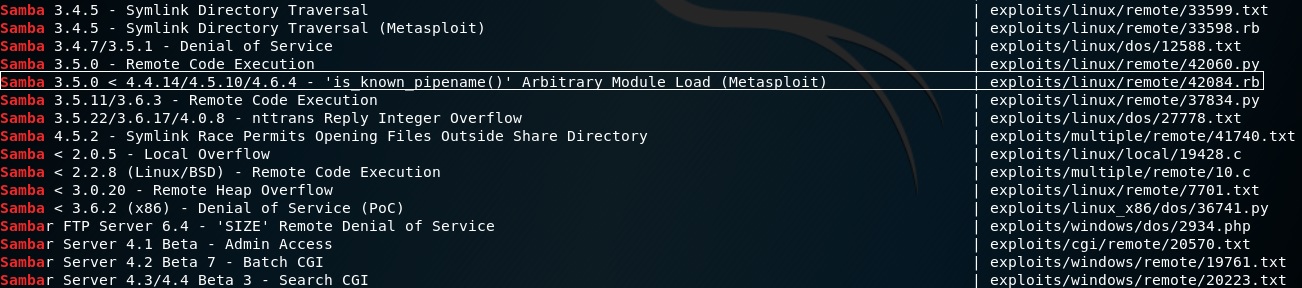 Samba 3.4.5 - Symlink Directory Traversal | exploits/linux/remote/33599.txt
Samba 3.4.5 - Symlink Directory Traversal (Metasploit) | exploits/linux/remote/33598.rb
Samba 3.4.7/3.5.1 - Denial of Service | exploits/linux/dos/12588.txt
Samba 3.5.0 - Remote Code Execution | exploits/linux/remote/42060.py
Samba 3.5.0 < 4.4.14/4.5.10/4.6.4 - 'is_known_pipename()' Arbitrary Module Load (Metasploit) | exploits/linux/remote/42084.rb
Samba 3.5.11/3.6.3 - Remote Code Execution | exploits/linux/remote/37834.py
Samba 3.5.22/3.6.17/4.0.8 - nttrans Reply Integer Overflow | exploits/linux/dos/27778.txt
Samba 4.5.2 - Symlink Race Permits Opening Files Outside Share Directory | exploits/multiple/remote/41740.txt
Samba < 2.0.5 - Local Overflow | exploits/linux/local/19428.c
Samba < 2.2.8 (Linux/BSD) - Remote Code Execution | exploits/multiple/remote/10.c
Samba < 3.0.20 - Remote Heap Overflow | exploits/linux/remote/7701.txt
Samba < 3.6.2 (x86) - Denial of Service (PoC) | exploits/linux_x86/dos/36741.py
Sambar FTP Server 6.4 - 'SIZE' Remote Denial of Service | exploits/windows/dos/2934.php
Sambar Server 4.1 Beta - Admin Access | exploits/cgi/remote/20570.txt
Sambar Server 4.2 Beta 7 - Batch CGI | exploits/windows/remote/19761.txt
Sambar Server 4.3/4.4 Beta 3 - Search CGI | exploits/windows/remote/20223.txt